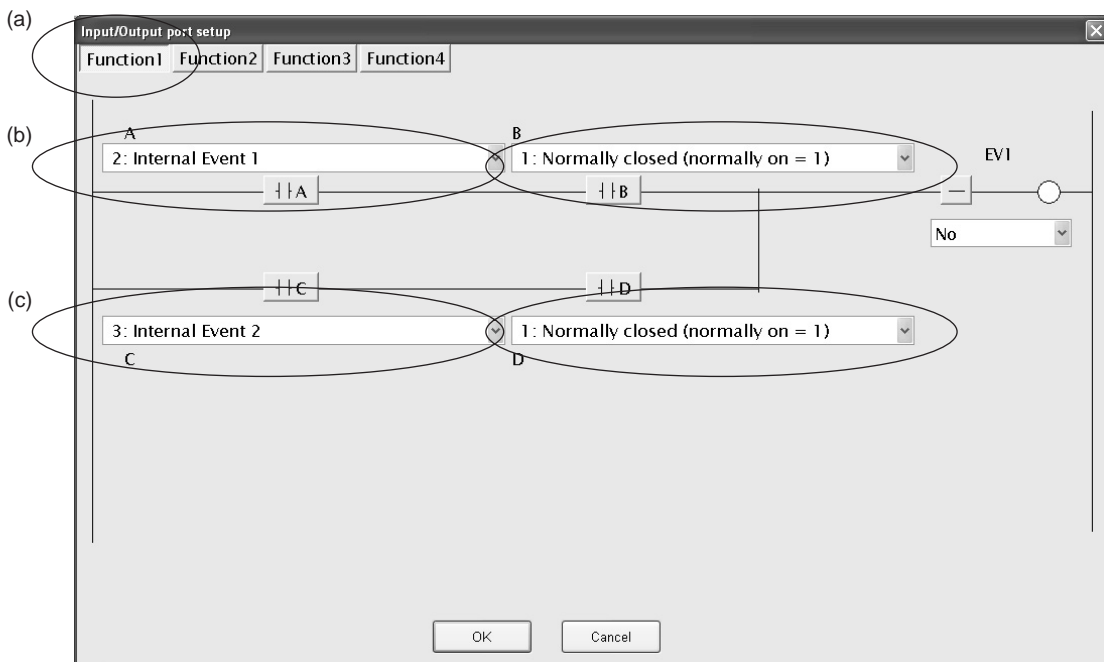 (a)
Input/Output port setup
Function1 Function2 Function3 Function4
(b)
A B
2: Internal Event 1 1: Normally closed (normally on = 1) EV1
A B
No
C D
(c)
3: Internal Event 2 1: Normally closed (normally on = 1)
C D
OK Cancel